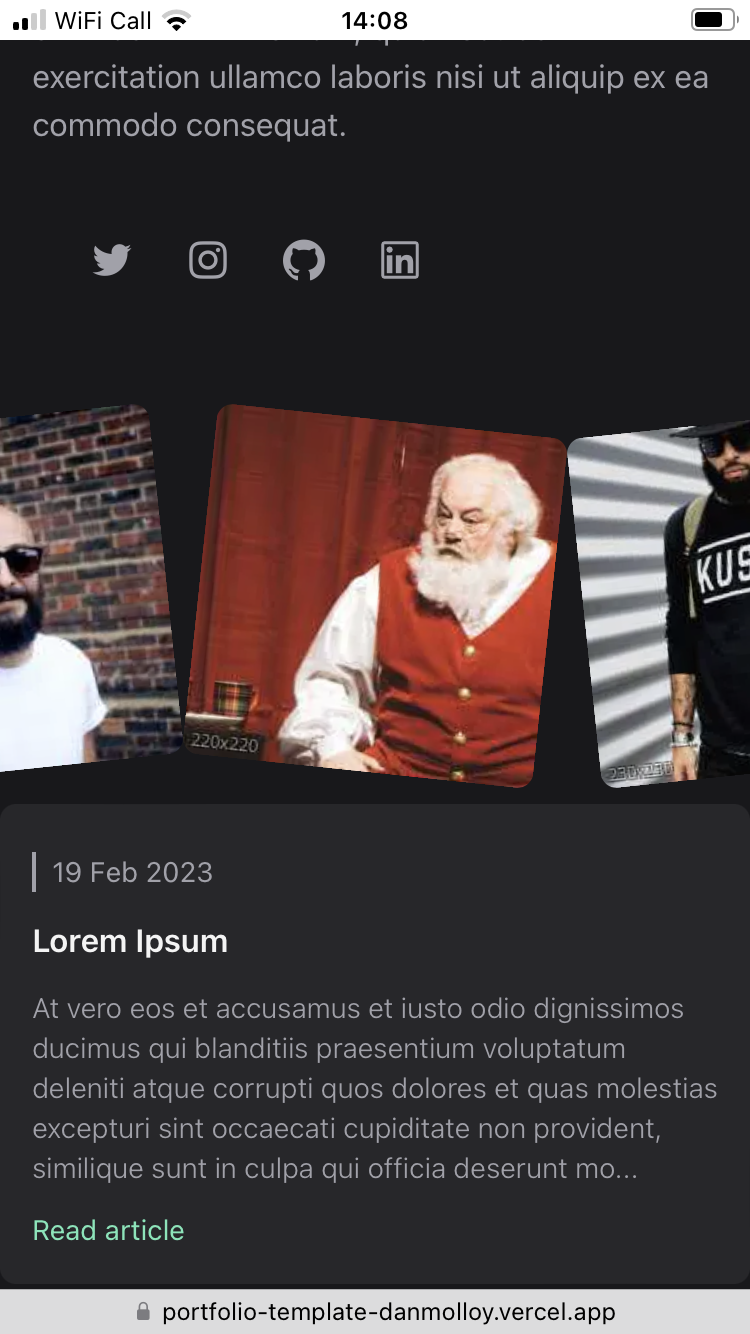 WiFi Call
14:08
exercitation ullamco laboris nisi ut aliquip ex ea
commodo consequat.
in
KUS
220x220
230x230
19 Feb 2023
Lorem Ipsum
At vero eos et accusamus et iusto odio dignissimos
ducimus qui blanditiis praesentium voluptatum
deleniti atque corrupti quos dolores et quas molestias
excepturi sint occaecati cupiditate non provident,
similique sunt in culpa qui officia deserunt mo...
Read article
portfolio-template-danmolloy.vercel.app